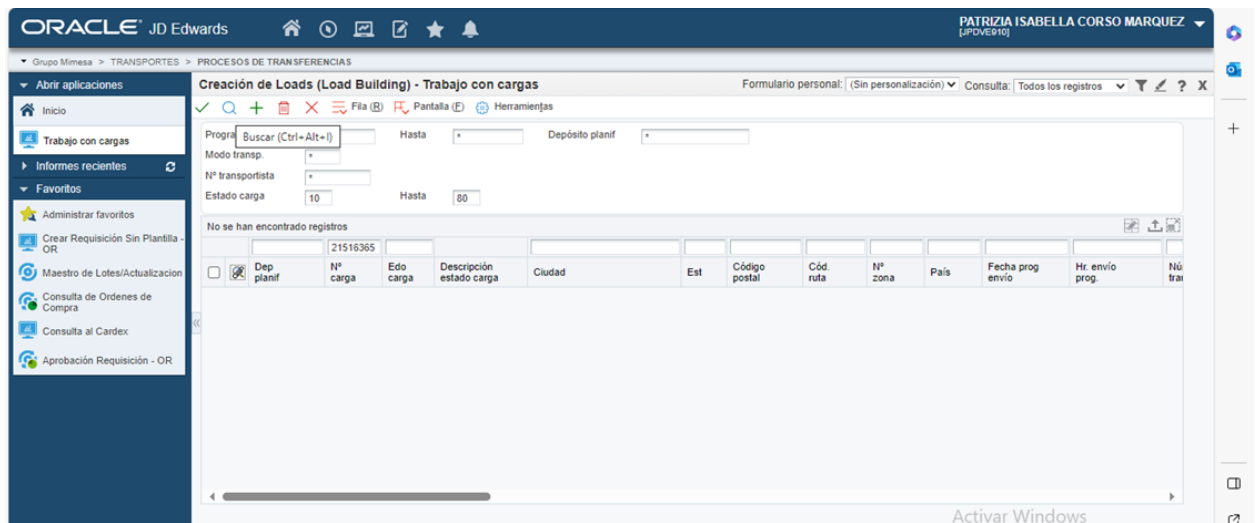 ORACLE JD Edwards
PATRIZIA ISABELLA CORSO MARQUEZ
[JPDVE910]
Grupo Mimesa > TRANSPORTES > PROCESOS DE TRANSFERENCIAS
Abrir aplicaciones
Inicio
Trabajo con cargas
Informes recientes
Favoritos
Administrar favoritos
Crear Requisición Sin Plantilla - OR
Maestro de Lotes/Actualizacion
Consulta de Ordenes de Compra
Consulta al Cardex
Aprobación Requisición - OR
Creación de Loads (Load Building) - Trabajo con cargas
Formulario personal: (Sin personalización) Consulta: Todos los registros ? X
Fila (R) Pantalla (F) Herramientas
Progra Buscar (Ctrl+Alt+I) Hasta * Depósito planif *
Modo transp. *
Nº transportista *
Estado carga 10 Hasta 80
No se han encontrado registros
21516365
Dep planif Nº carga Edo carga Descripción estado carga Ciudad Est Código postal Cód. ruta Nº zona País Fecha prog envío Hr. envío prog. Nú tra
Activar Windows